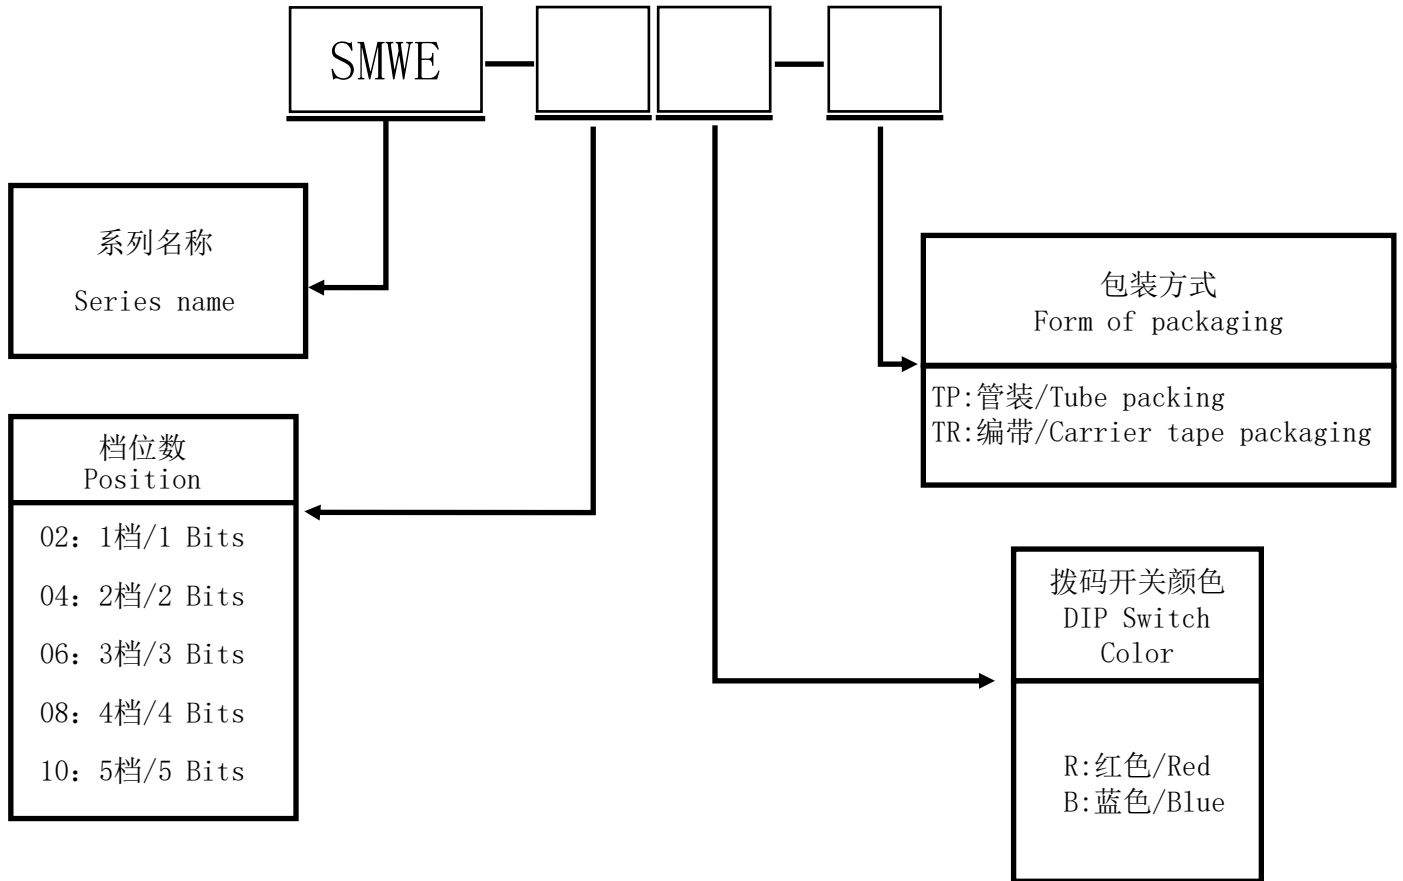 SMWE
系列名称
Series name
包装方式
Form of packaging
TP:管装/Tube packing
TR:编带/Carrier tape packaging
档位数
Position
02：1档/1 Bits
04：2档/2 Bits
06：3档/3 Bits
08：4档/4 Bits
10：5档/5 Bits
拨码开关颜色
DIP Switch
Color
R:红色/Red
B:蓝色/Blue